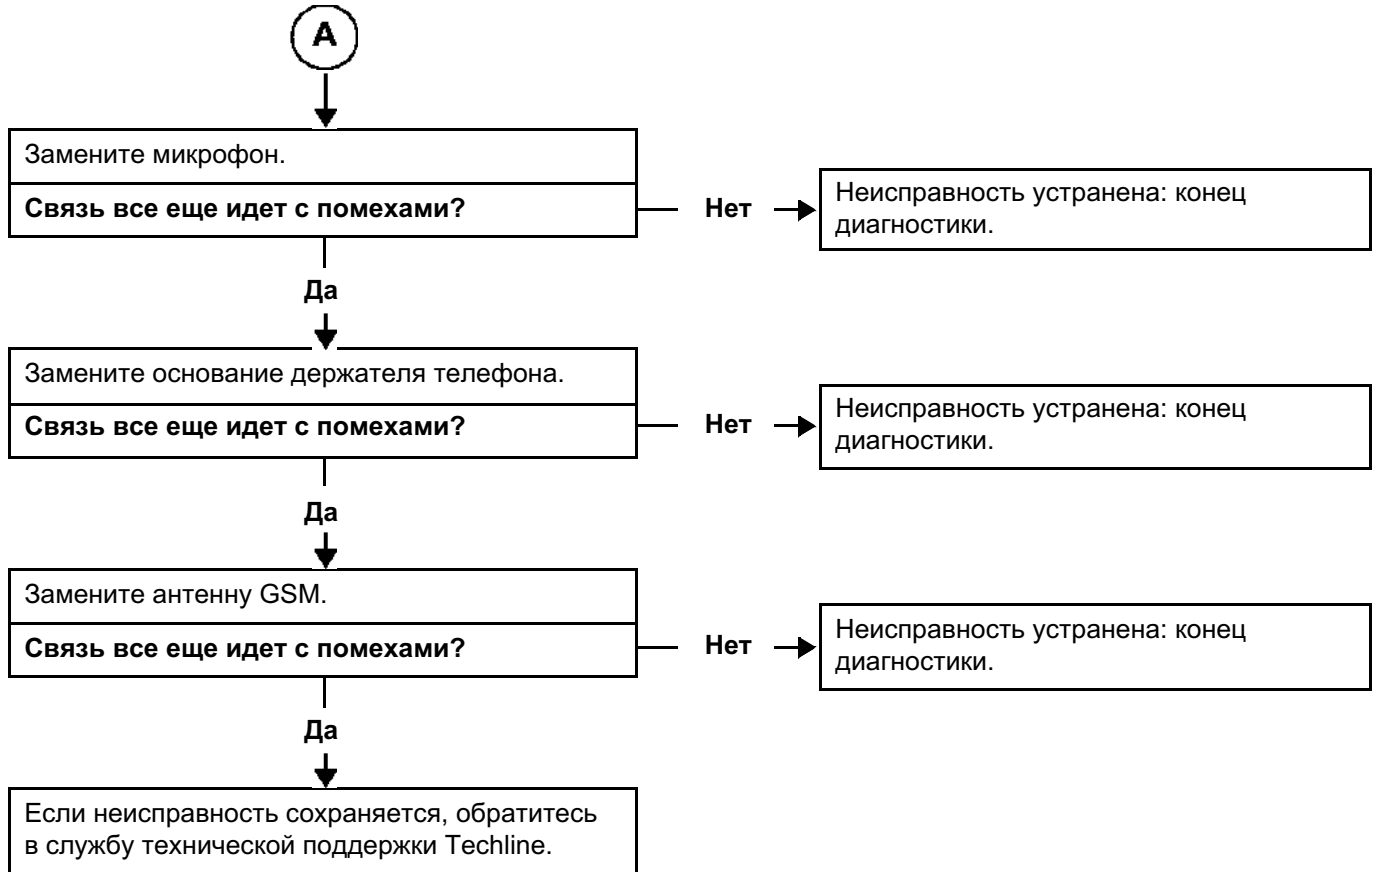 A
Замените микрофон.
Связь все еще идет с помехами?
Нет
Неисправность устранена: конец
диагностики.
Да
Замените основание держателя телефона.
Связь все еще идет с помехами?
Нет
Неисправность устранена: конец
диагностики.
Да
Замените антенну GSM.
Связь все еще идет с помехами?
Нет
Неисправность устранена: конец
диагностики.
Да
Если неисправность сохраняется, обратитесь
в службу технической поддержки Techline.